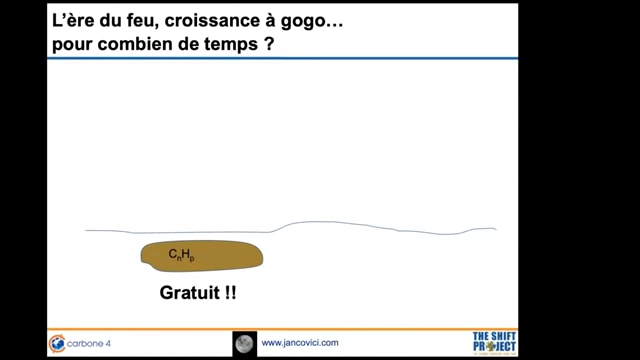 L'ère du feu, croissance à gogo…
pour combien de temps ?
CnHp
Gratuit !!
carbone 4
www.jancovici.com
THE SHIFT
PROJECT